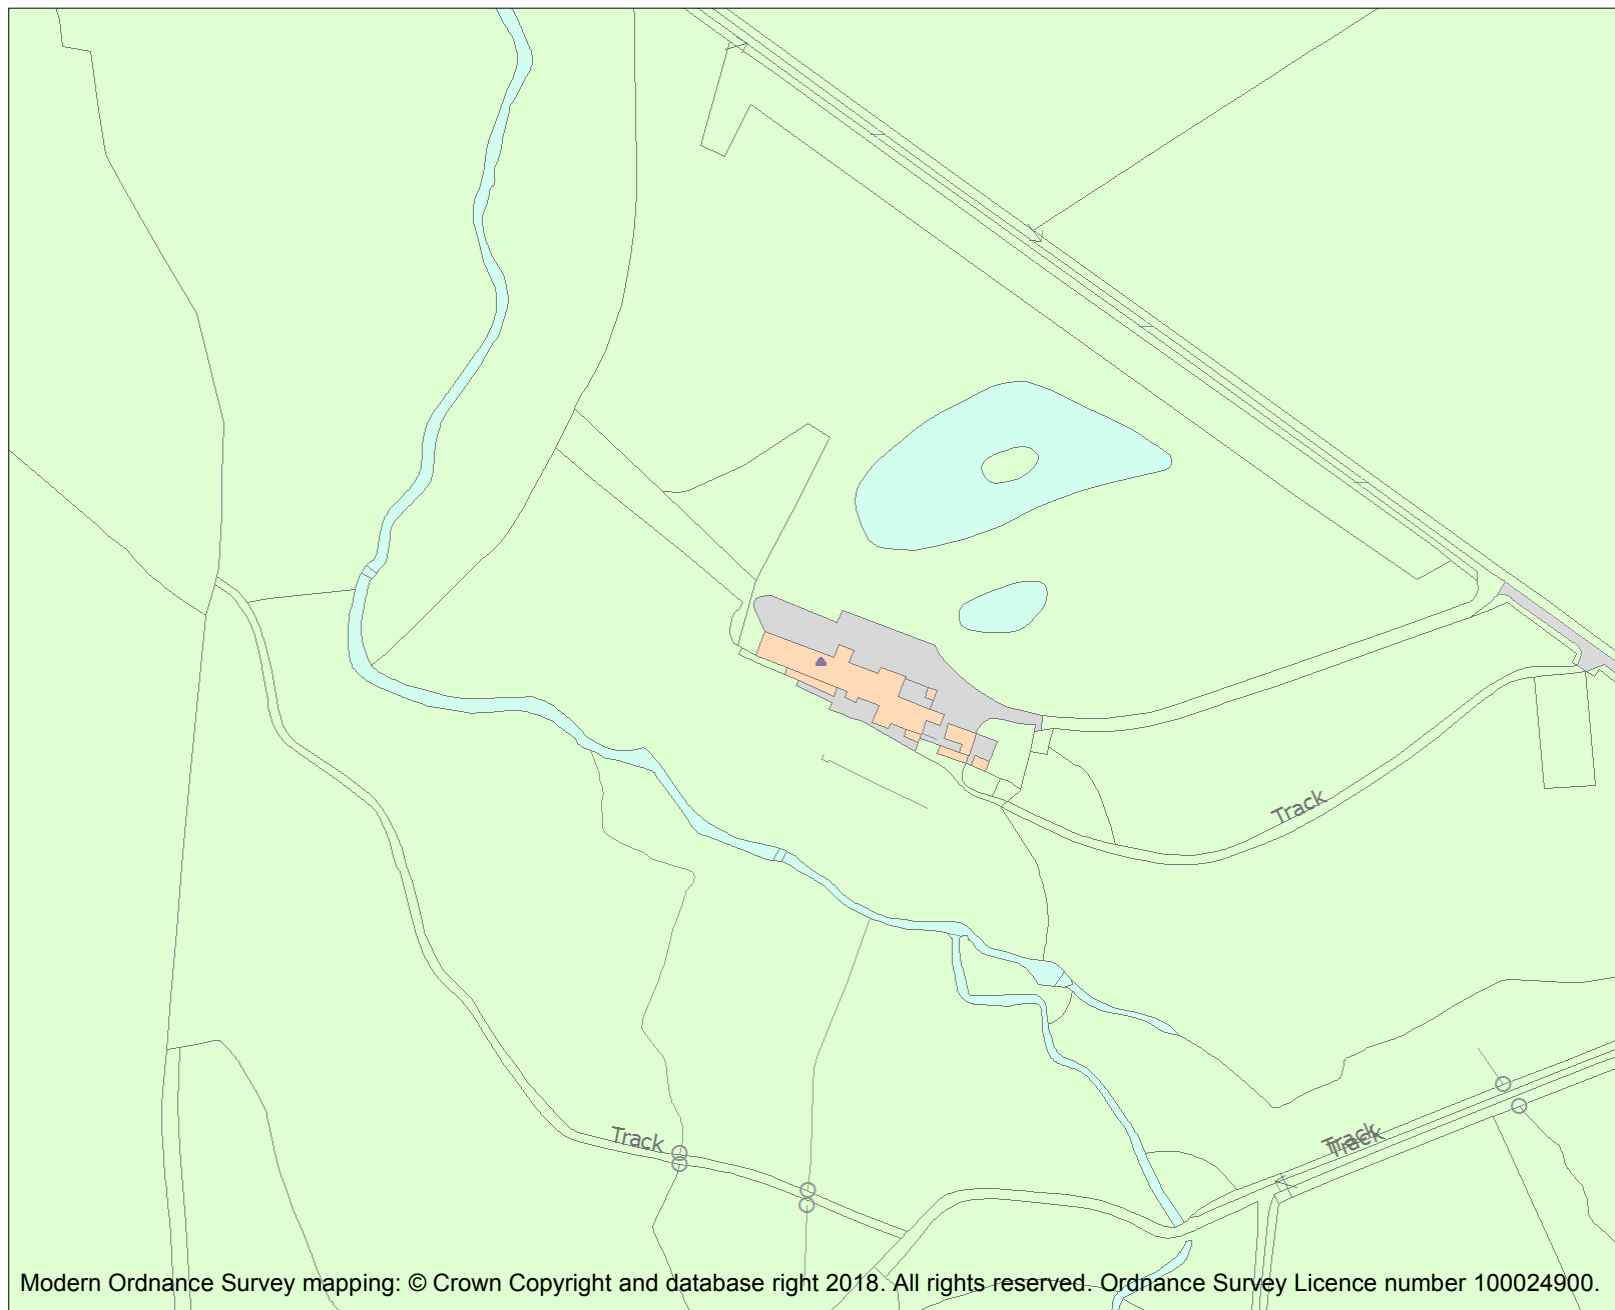 Track
Track
Track
Track
Modern Ordnance Survey mapping: © Crown Copyright and database right 2018. All rights reserved. Ordnance Survey Licence number 100024900.